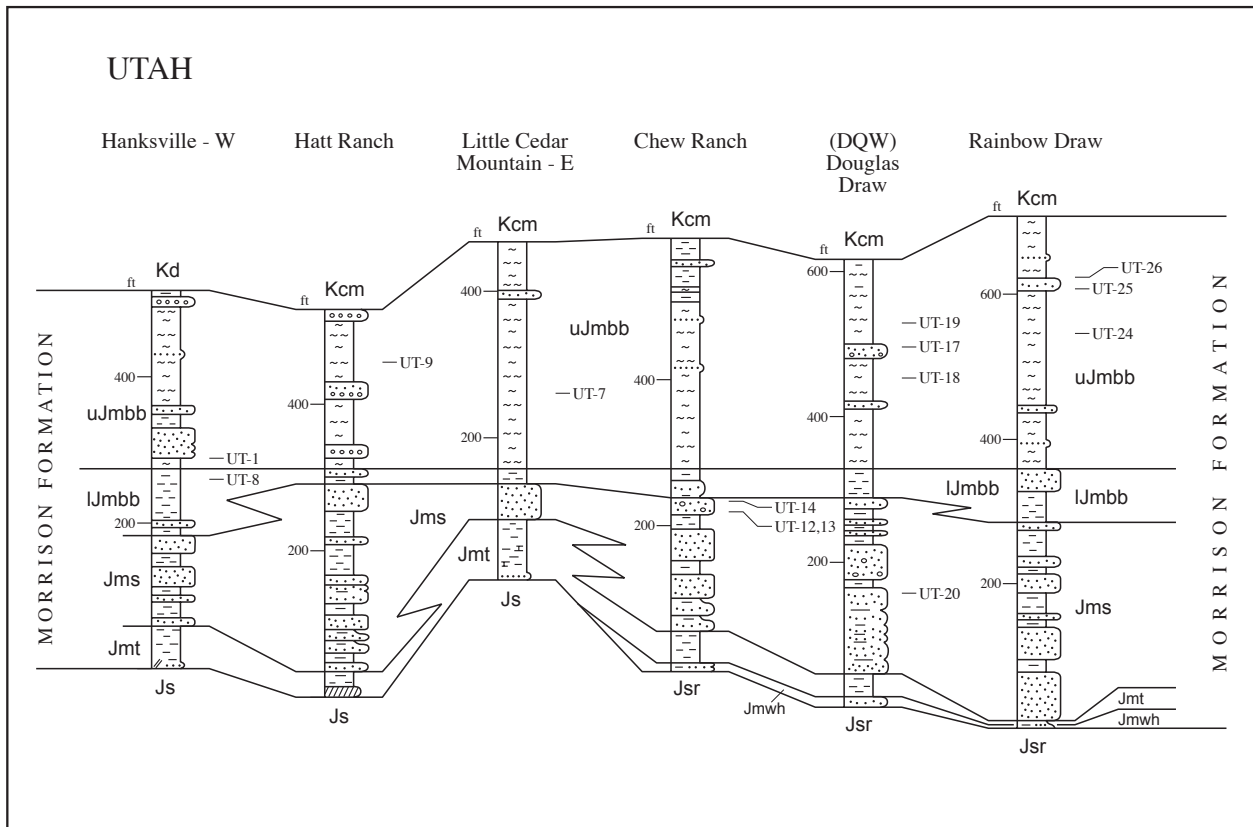 UTAH
Hanksville - W
Hatt Ranch
Little Cedar
Mountain - E
Chew Ranch
(DQW)
Douglas
Draw
Rainbow Draw
MORRISON FORMATION
ft
Kd
400
200
uJmbb
lJmbb
Jms
Jmt
Js
UT-1
UT-8
ft
Kcm
400
200
Js
UT-9
Jms
ft
Kcm
400
200
Jmt
Js
uJmbb
UT-7
ft
Kcm
400
200
Jsr
UT-14
UT-12,13
Jmwh
ft
Kcm
600
400
200
Jsr
UT-19
UT-17
UT-18
UT-20
lJmbb
ft
Kcm
600
400
200
Jsr
UT-26
UT-25
UT-24
uJmbb
lJmbb
Jms
Jmt
Jmwh
MORRISON FORMATION